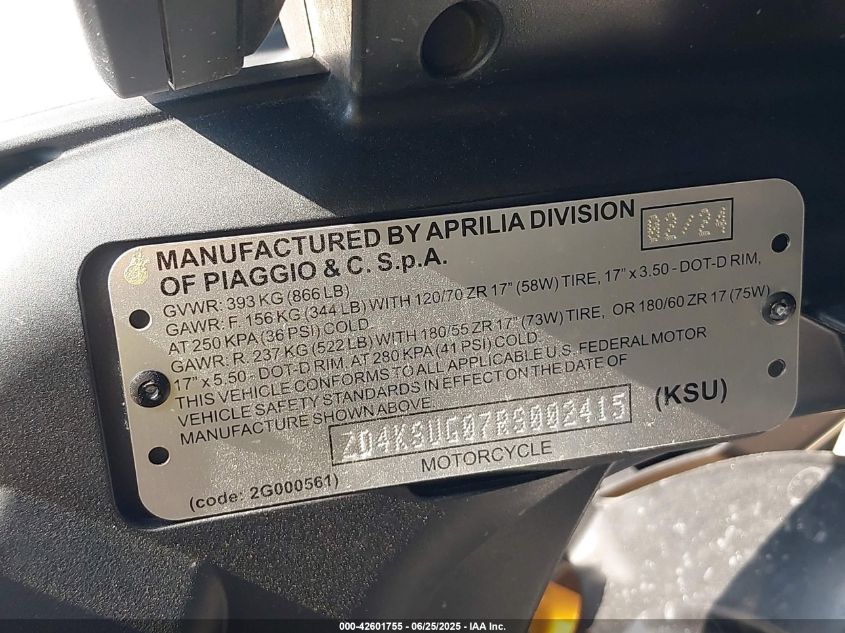 MANUFACTURED BY APRILIA DIVISION 02/24
OF PIAGGIO & C. S.p.A.
GVWR: 393 KG (866 LB)
GAWR: F. 156 KG (344 LB) WITH 120/70 ZR 17" (58W) TIRE, 17" x 3.50 - DOT-D RIM,
AT 250 KPA (36 PSI) COLD
GAWR: R. 237 KG (522 LB) WITH 180/55 ZR 17" (73W) TIRE, OR 180/60 ZR 17 (75W)
17" x 5.50 - DOT-D RIM, AT 280 KPA (41 PSI) COLD.
THIS VEHICLE CONFORMS TO ALL APPLICABLE U.S. FEDERAL MOTOR
VEHICLE SAFETY STANDARDS IN EFFECT ON THE DATE OF
MANUFACTURE SHOWN ABOVE
ZD4KSUG07RS002415 (KSU)
MOTORCYCLE
(code: 2G000561)
000-42601755 - 06/25/2025 - IAA Inc.